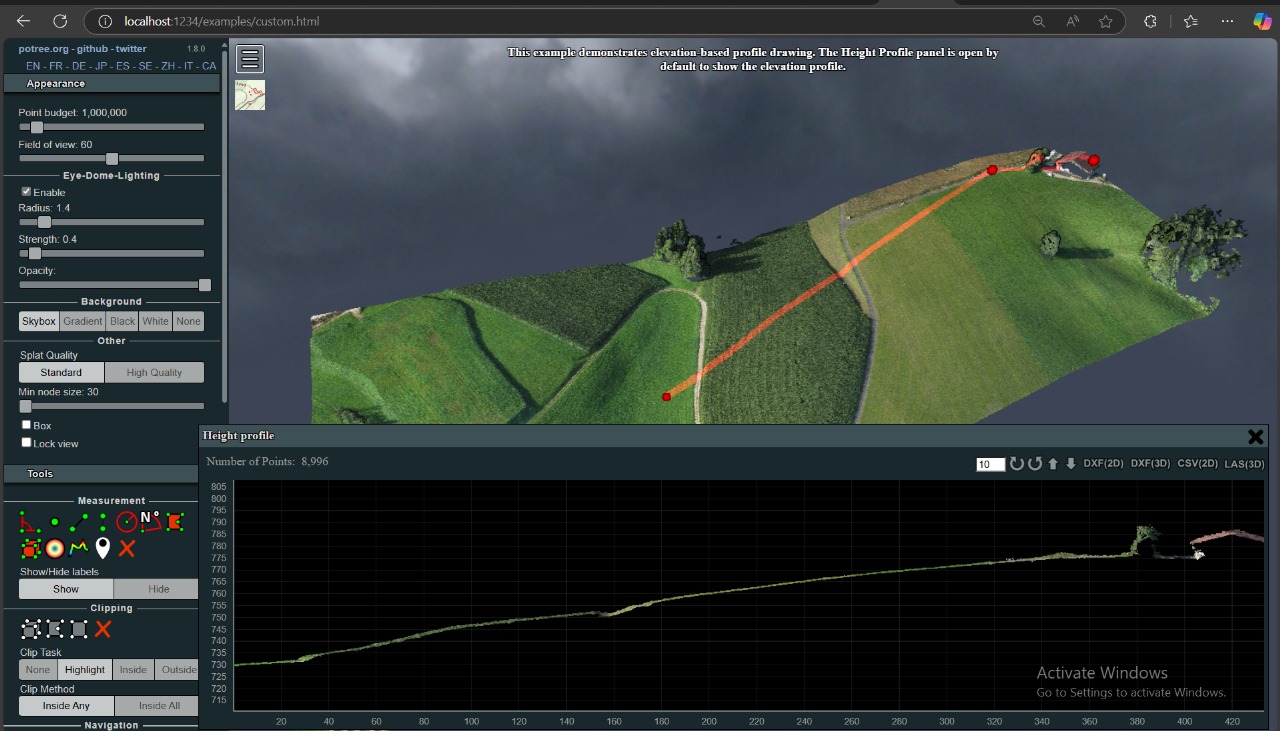 localhost:1234/examples/custom.html
potree.org - github - twitter 1.8.0
EN - FR - DE - JP - ES - SE - ZH - IT - CA
Appearance
Point budget: 1,000,000
Field of view: 60
Eye-Dome-Lighting
Enable
Radius: 1.4
Strength: 0.4
Opacity:
Background
Skybox Gradient Black White None
Other
Splat Quality
Standard High Quality
Min node size: 30
Box
Lock view
Tools
Measurement
N°
Show/Hide labels
Show Hide
Clipping
Clip Task
None Highlight Inside Outside
Clip Method
Inside Any Inside All
Navigation
This example demonstrates elevation-based profile drawing. The Height Profile panel is open by
default to show the elevation profile.
Height profile
Number of Points: 8,996
10 DXF(2D) DXF(3D) CSV(2D) LAS(3D)
805
800
795
790
785
780
775
770
765
760
755
750
745
740
735
730
725
720
715
20 40 60 80 100 120 140 160 180 200 220 240 260 280 300 320 340 360 380 400 420
Activate Windows
Go to Settings to activate Windows.